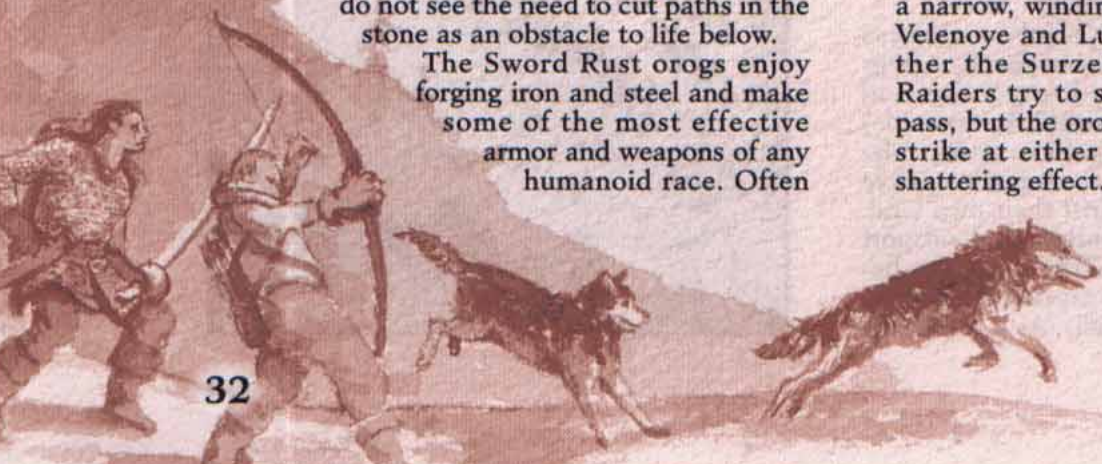 do not see the need to cut paths in the
stone as an obstacle to life below.
The Sword Rust orogs enjoy
forging iron and steel and make
some of the most effective
armor and weapons of any
humanoid race. Often
a narrow, windin
Velenoye and Lu
ther the Surze
Raiders try to s
pass, but the oro
strike at either
shattering effect.
32